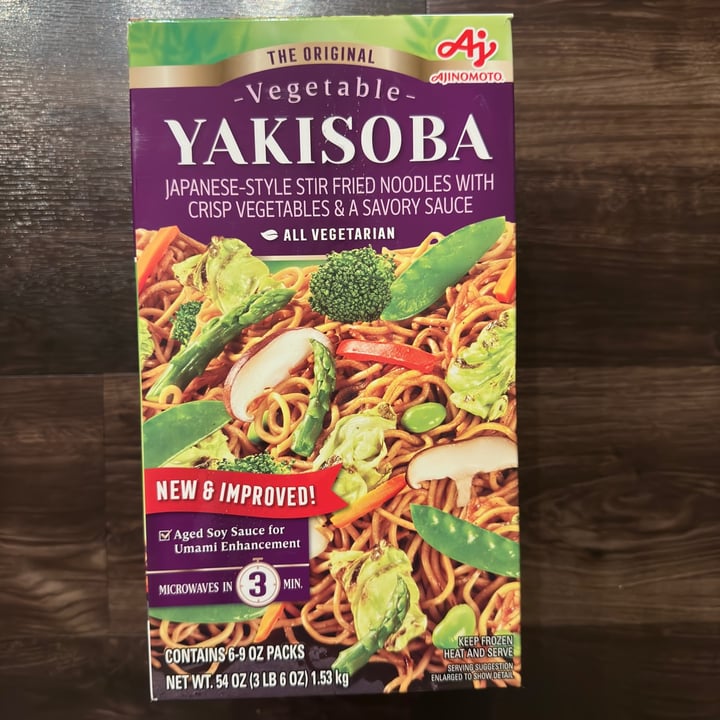 THE ORIGINAL
Aj
AJINOMOTO
-Vegetable-
YAKISOBA
JAPANESE-STYLE STIR FRIED NOODLES WITH
CRISP VEGETABLES & A SAVORY SAUCE
ALL VEGETARIAN
NEW & IMPROVED!
Aged Soy Sauce for
Umami Enhancement
MICROWAVES IN 3 MIN.
CONTAINS 6-9 OZ PACKS
NET WT. 54 OZ (3 LB 6 OZ) 1.53 kg
KEEP FROZEN
HEAT AND SERVE
SERVING SUGGESTION
ENLARGED TO SHOW DETAIL